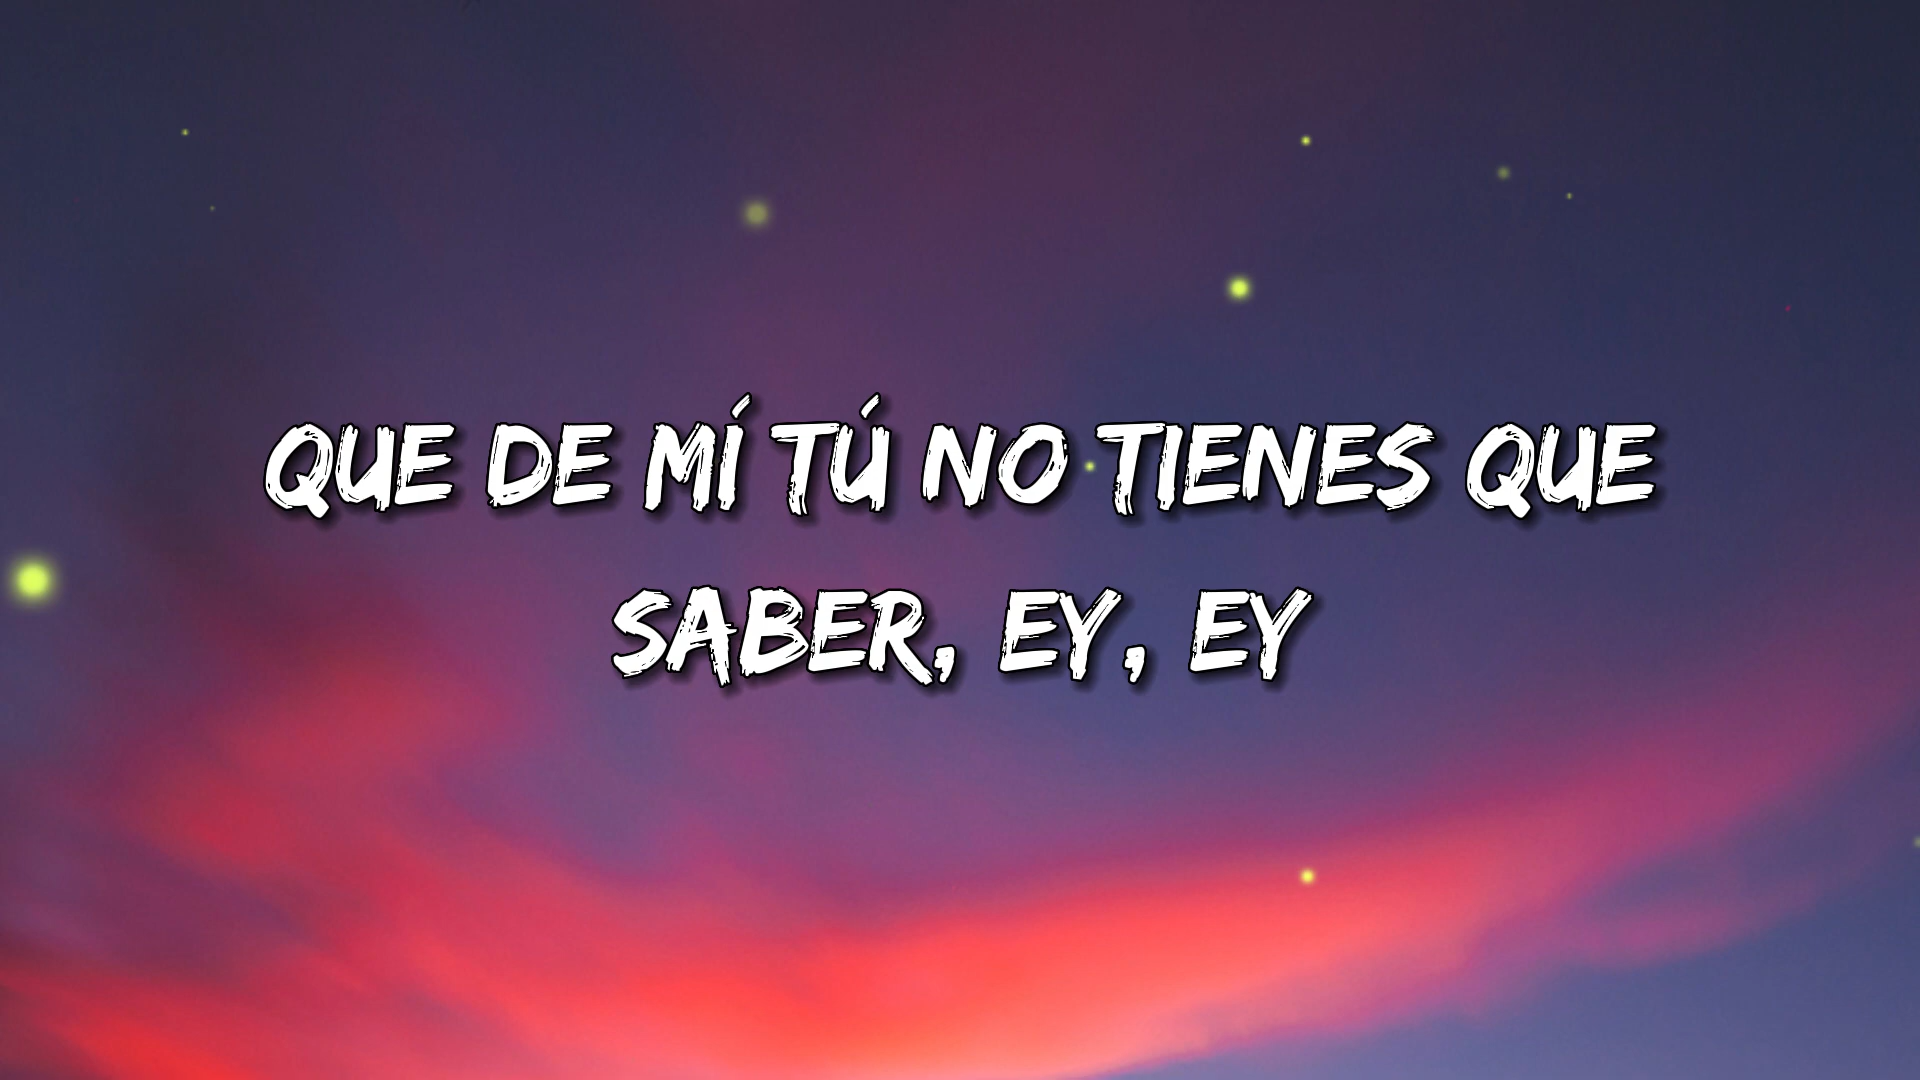 QUE DE MÍ TÚ NO TIENES QUE
SABER, EY, EY